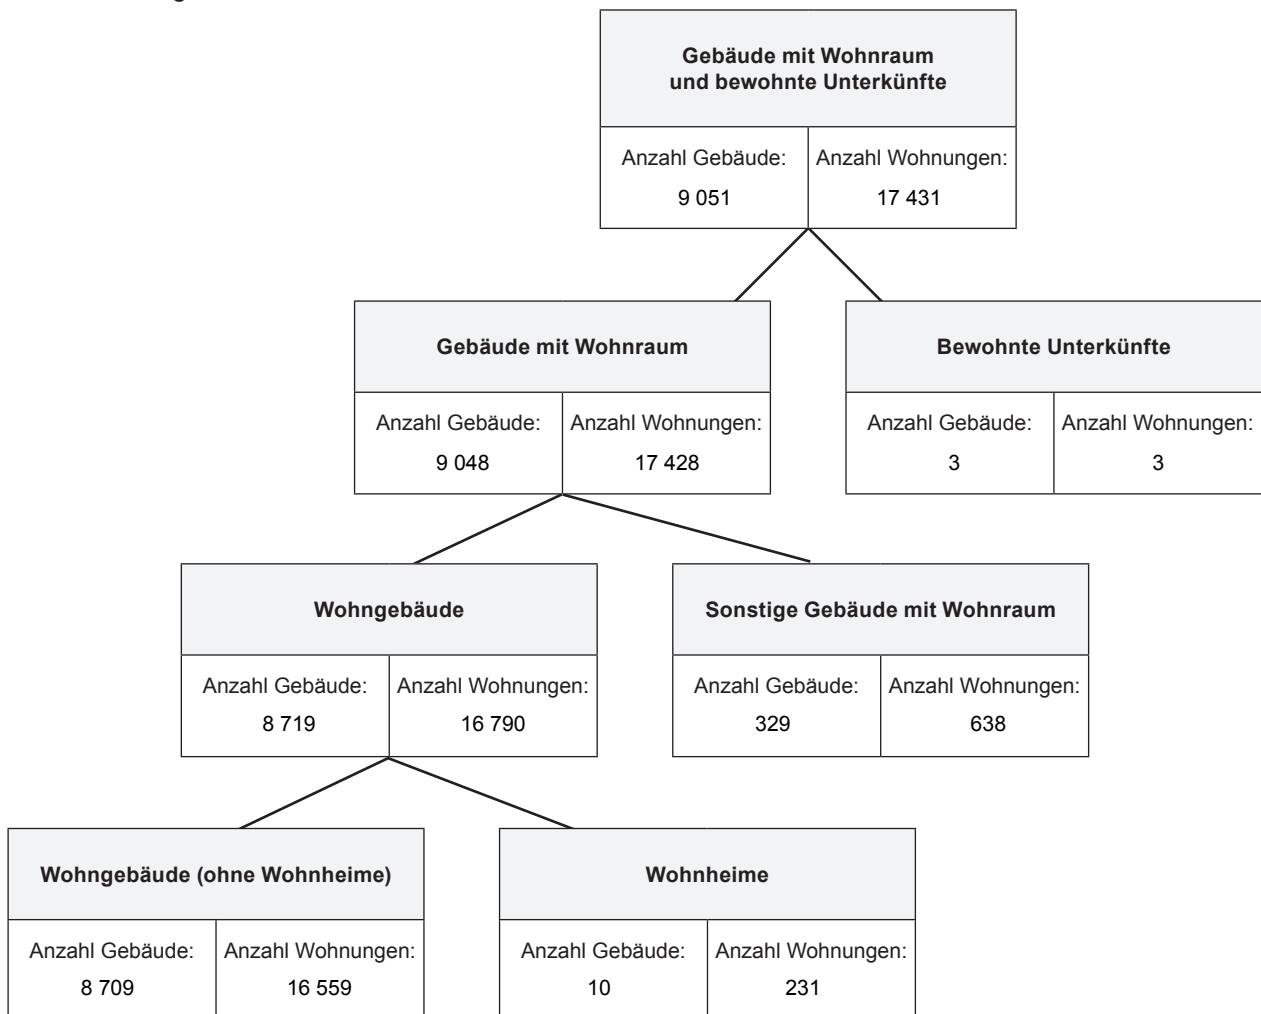 Gebäude mit Wohnraum
und bewohnte Unterkünfte
Anzahl Gebäude: Anzahl Wohnungen:
9 051 17 431
Gebäude mit Wohnraum
Anzahl Gebäude: Anzahl Wohnungen:
9 048 17 428
Bewohnte Unterkünfte
Anzahl Gebäude: Anzahl Wohnungen:
3 3
Wohngebäude
Anzahl Gebäude: Anzahl Wohnungen:
8 719 16 790
Sonstige Gebäude mit Wohnraum
Anzahl Gebäude: Anzahl Wohnungen:
329 638
Wohngebäude (ohne Wohnheime)
Anzahl Gebäude: Anzahl Wohnungen:
8 709 16 559
Wohnheime
Anzahl Gebäude: Anzahl Wohnungen:
10 231